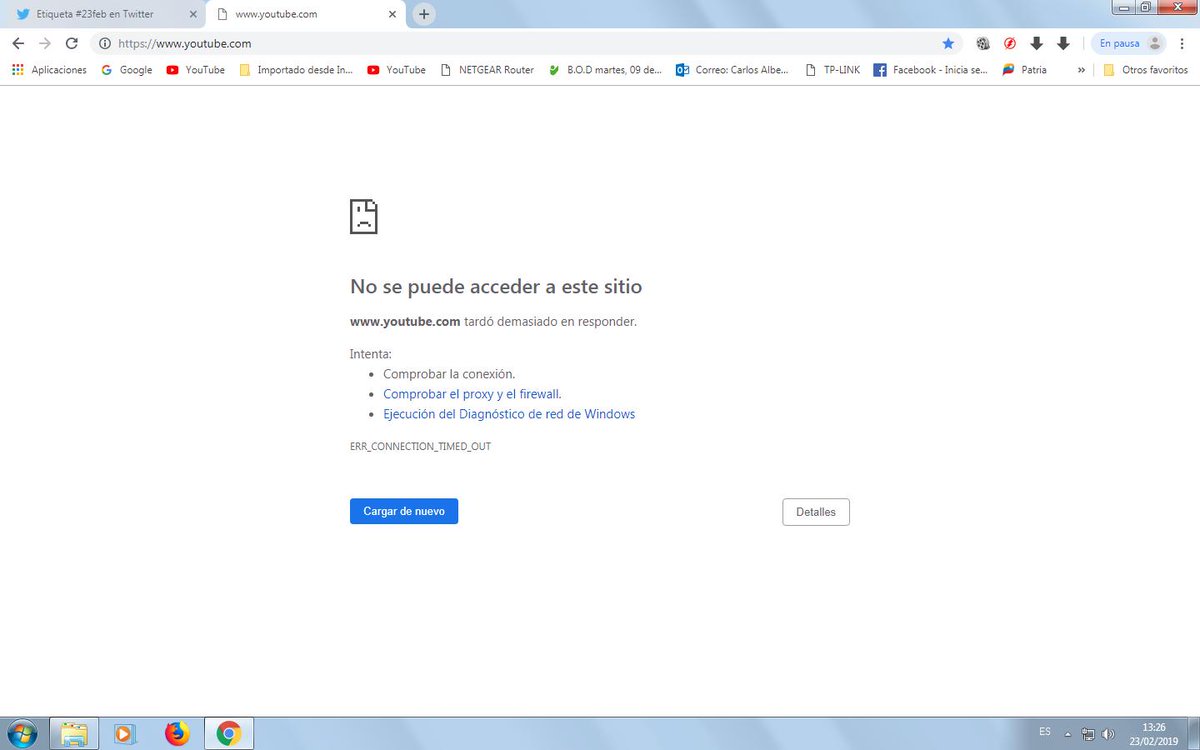 Etiqueta #23feb en Twitter
www.youtube.com
https://www.youtube.com
En pausa
Aplicaciones
Google
YouTube
Importado desde In...
YouTube
NETGEAR Router
B.O.D martes, 09 de...
Correo: Carlos Albe...
TP-LINK
Facebook - Inicia se...
Patria
»
Otros favoritos
No se puede acceder a este sitio
www.youtube.com tardó demasiado en responder.
Intenta:
• Comprobar la conexión.
• Comprobar el proxy y el firewall.
• Ejecución del Diagnóstico de red de Windows
ERR_CONNECTION_TIMED_OUT
Cargar de nuevo
Detalles
ES
13:26
23/02/2019